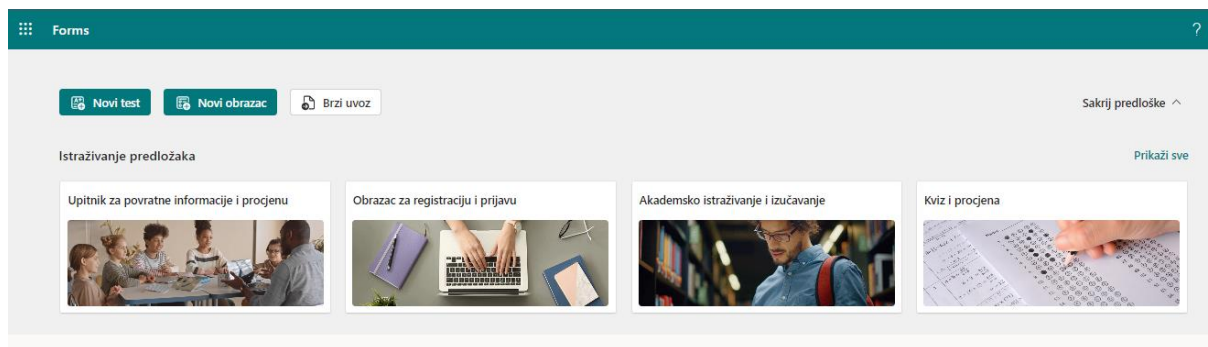 Forms
?
Novi test
Novi obrazac
Brzi uvoz
Sakrij predloške
Istraživanje predložaka
Prikaži sve
Upitnik za povratne informacije i procjenu
Obrazac za registraciju i prijavu
Akademsko istraživanje i izučavanje
Kviz i procjena